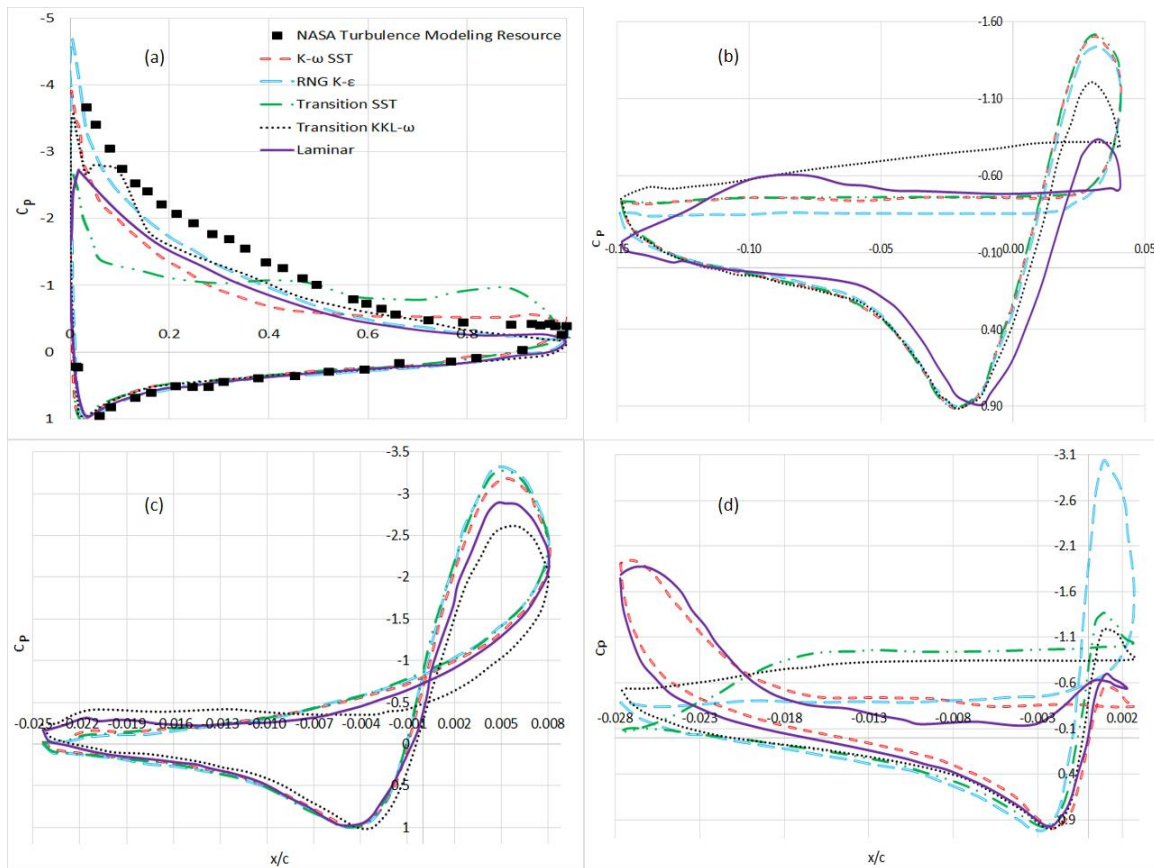 -5
-4
-3
-2
-1
0
1
Cp
(a)
NASA Turbulence Modeling Resource
K-ω SST
RNG K-ε
Transition SST
Transition KKL-ω
Laminar
0 0.2 0.4 0.6 0.8
(b)
-1.60
-1.10
-0.60
-0.10
0.40
0.90
Cp
-0.15 -0.10 -0.05 0.00 0.05
(c)
-3.5
-3
-2.5
-2
-1.5
-1
-0.5
0
0.5
1
Cp
-0.025 -0.022 -0.019 -0.016 -0.013 -0.010 -0.004 -0.001 0.002 0.005 0.008
x/c
(d)
-3.1
-2.6
-2.1
-1.6
-1.1
-0.6
-0.1
0.4
0.9
Cp
-0.028 -0.023 -0.018 -0.013 -0.008 -0.003 0.002
x/c